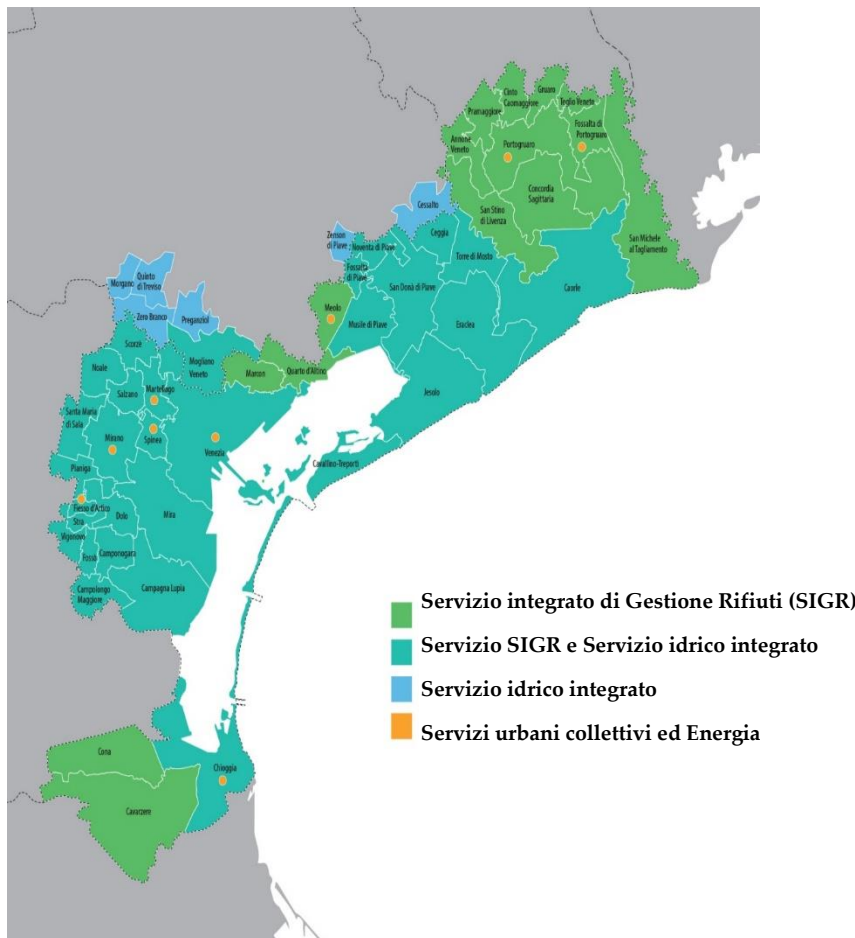 Cinto
Caomaggiore
Gruaro
Teglio Veneto
Pramaggiore
Fossalta di
Portogruaro
Annone
Veneto
Portogruaro
Concordia
Sagittaria
Cessalto
San Stino
di Livenza
Zenson
di Piave
Noventa di Piave
Ceggia
San Michele
al Tagliamento
Torre di Mosto
Fossalta
di Piave
Quinto
di Treviso
Morgano
San Donà di Piave
Caorle
Meolo
Zero Branco
Preganziol
Musile di Piave
Eraclea
Scorzè
Mogliano
Veneto
Noale
Marcon
Quarto d'Altino
Salzano
Martellago
Jesolo
Santa Maria
di Sala
Mirano
Spinea
Venezia
Cavallino-Treporti
Pianiga
Fiesso d'Artico
Stra
Dolo
Mira
Vigonovo
Fossò
Camponogara
Campolongo
Maggiore
Campagna Lupia
Servizio integrato di Gestione Rifiuti (SIGR)
Servizio SIGR e Servizio idrico integrato
Servizio idrico integrato
Servizi urbani collettivi ed Energia
Cona
Chioggia
Cavarzere